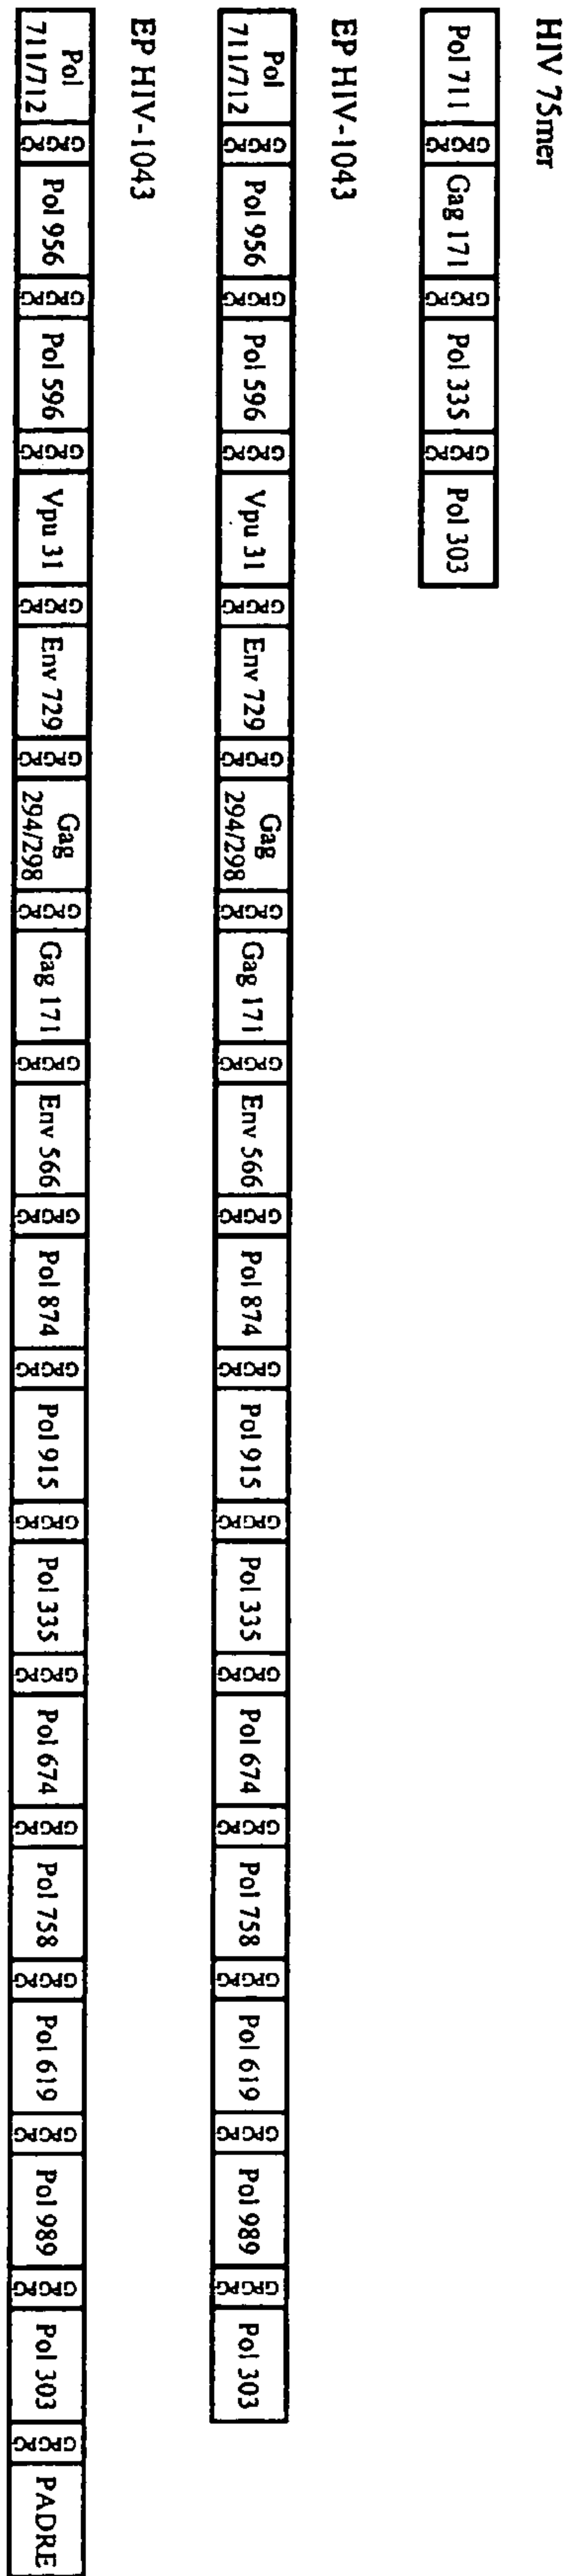 HIV 75mer
Pol 711 GPGPG Gag 171 GPGPG Pol 335 GPGPG Pol 303
EP HIV-1043
Pol 711/712 GPGPG Pol 956 GPGPG Pol 596 GPGPG Vpu 31 GPGPG Env 729 GPGPG Gag 294/298 GPGPG Gag 171 GPGPG Env 566 GPGPG Pol 874 GPGPG Pol 915 GPGPG Pol 335 GPGPG Pol 674 GPGPG Pol 758 GPGPG Pol 619 GPGPG Pol 989 GPGPG Pol 303
EP HIV-1043
Pol 711/712 GPGPG Pol 956 GPGPG Pol 596 GPGPG Vpu 31 GPGPG Env 729 GPGPG Gag 294/298 GPGPG Gag 171 GPGPG Env 566 GPGPG Pol 874 GPGPG Pol 915 GPGPG Pol 335 GPGPG Pol 674 GPGPG Pol 758 GPGPG Pol 619 GPGPG Pol 989 GPGPG Pol 303 GPGPG PADRE